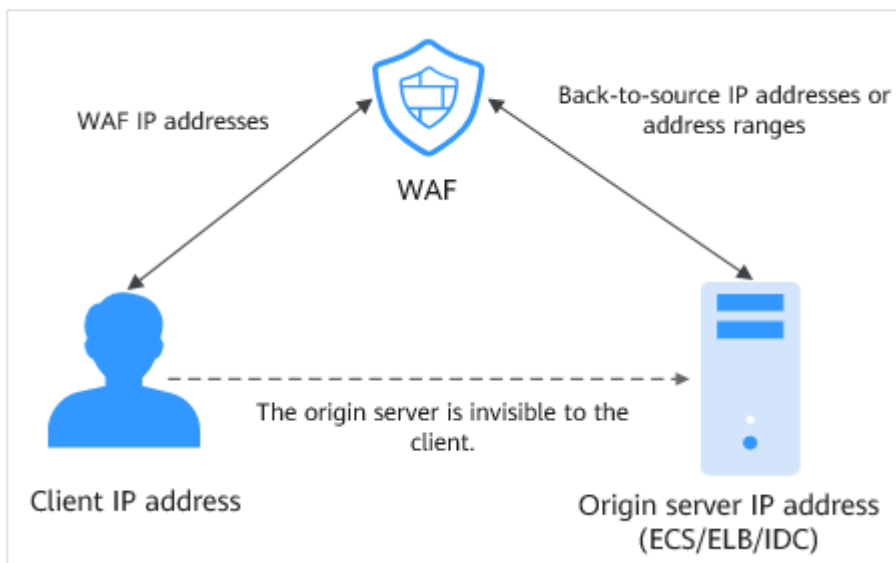 WAF IP addresses
Back-to-source IP addresses or
address ranges
WAF
The origin server is invisible to the
client.
Client IP address
Origin server IP address
(ECS/ELB/IDC)